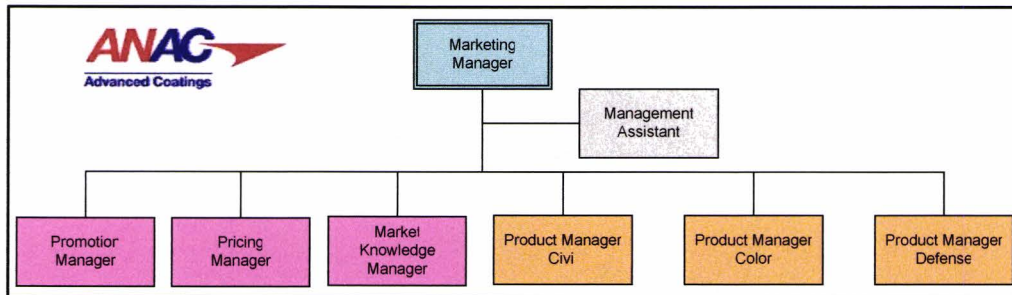 ANAC
Advanced Coatings
Marketing
Manager
Management
Assistant
Promotion
Manager
Pricing
Manager
Market
Knowledge
Manager
Product Manager
Civi
Product Manager
Color
Product Manager
Defense